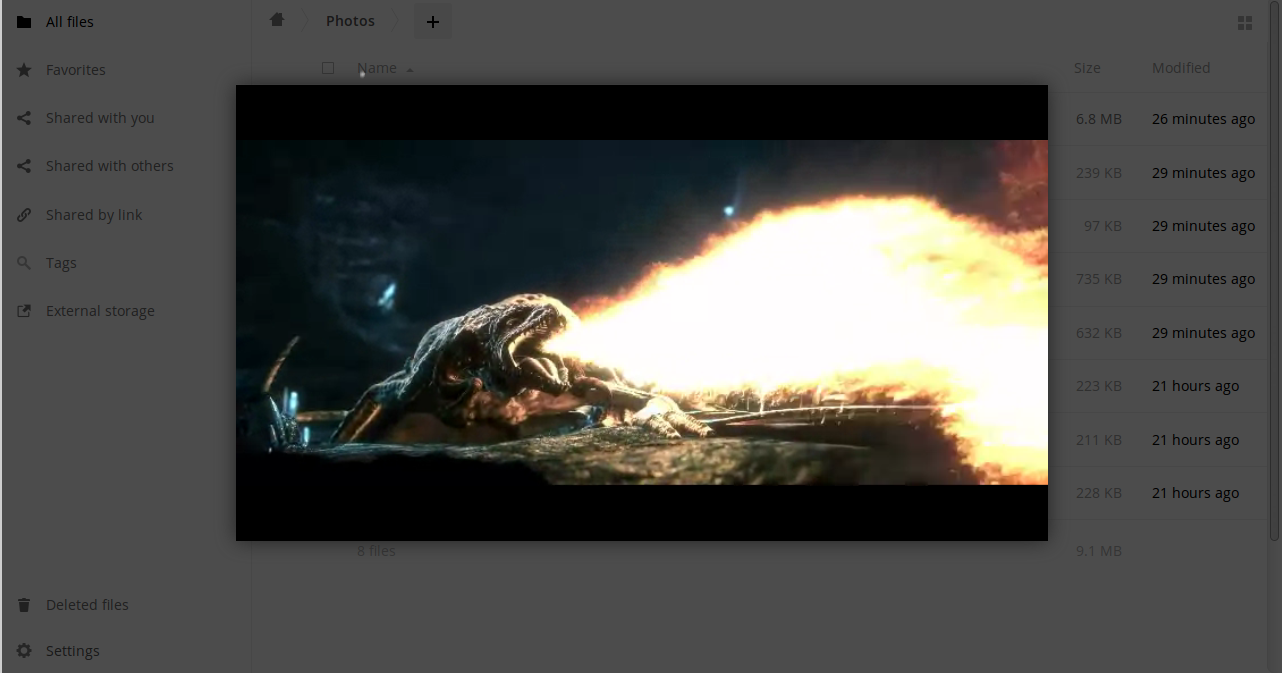 All files
Favorites
Shared with you
Shared with others
Shared by link
Tags
External storage
Deleted files
Settings
Photos
+
Name Size Modified
6.8 MB 26 minutes ago
239 KB 29 minutes ago
97 KB 29 minutes ago
735 KB 29 minutes ago
632 KB 29 minutes ago
223 KB 21 hours ago
211 KB 21 hours ago
228 KB 21 hours ago
8 files 9.1 MB